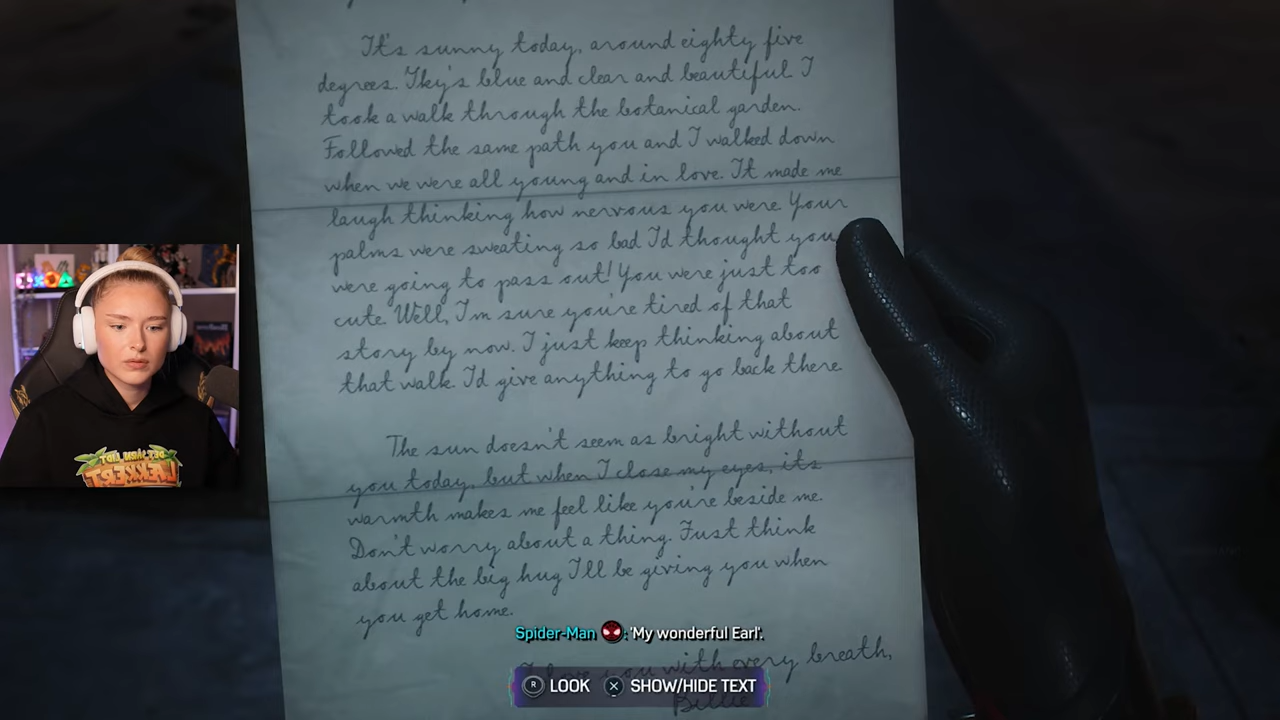 It's sunny today, around eighty five
degrees. Sky's blue and clear and beautiful. I
took a walk through the botanical garden.
Followed the same path you and I walked down
when we were all young and in love. It made me
laugh thinking how nervous you were. Your
palms were sweating so bad I'd thought you
were going to pass out! You were just too
cute. Well, I'm sure you're tired of that
story by now. I just keep thinking about
that walk. I'd give anything to go back there
The sun doesn't seem as bright without
you today, but when I close my eyes, its
warmth makes me feel like you're beside me.
Don't worry about a thing. Just think
about the big hug I'll be giving you when
you get home.
Spider-Man : 'My wonderful Earl'.
I love you with every breath,
R LOOK X SHOW/HIDE TEXT
Billie